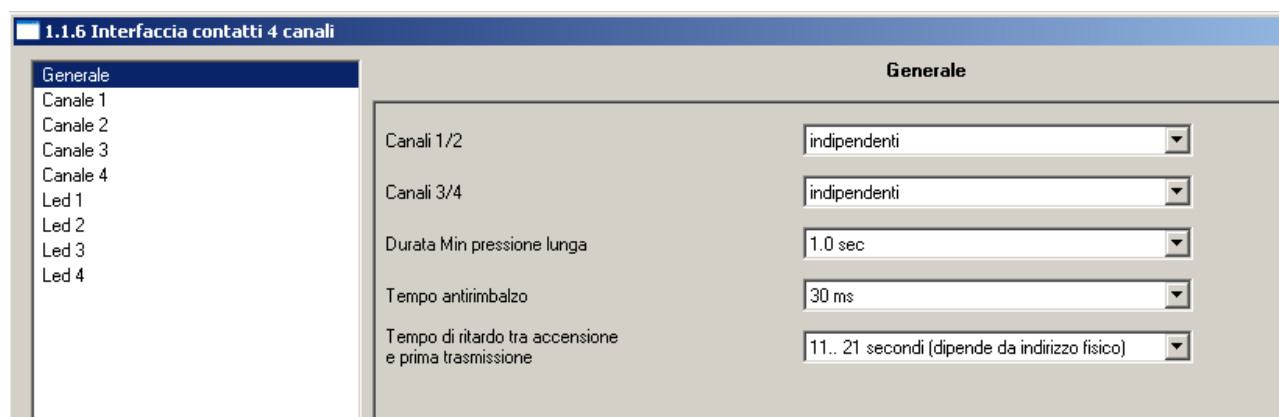 1.1.6 Interfaccia contatti 4 canali
Generale
Canale 1
Canale 2
Canale 3
Canale 4
Led 1
Led 2
Led 3
Led 4
Generale
Canali 1/2
indipendenti
Canali 3/4
indipendenti
Durata Min pressione lunga
1.0 sec
Tempo antirimbalzo
30 ms
Tempo di ritardo tra accensione
e prima trasmissione
11.. 21 secondi (dipende da indirizzo fisico)